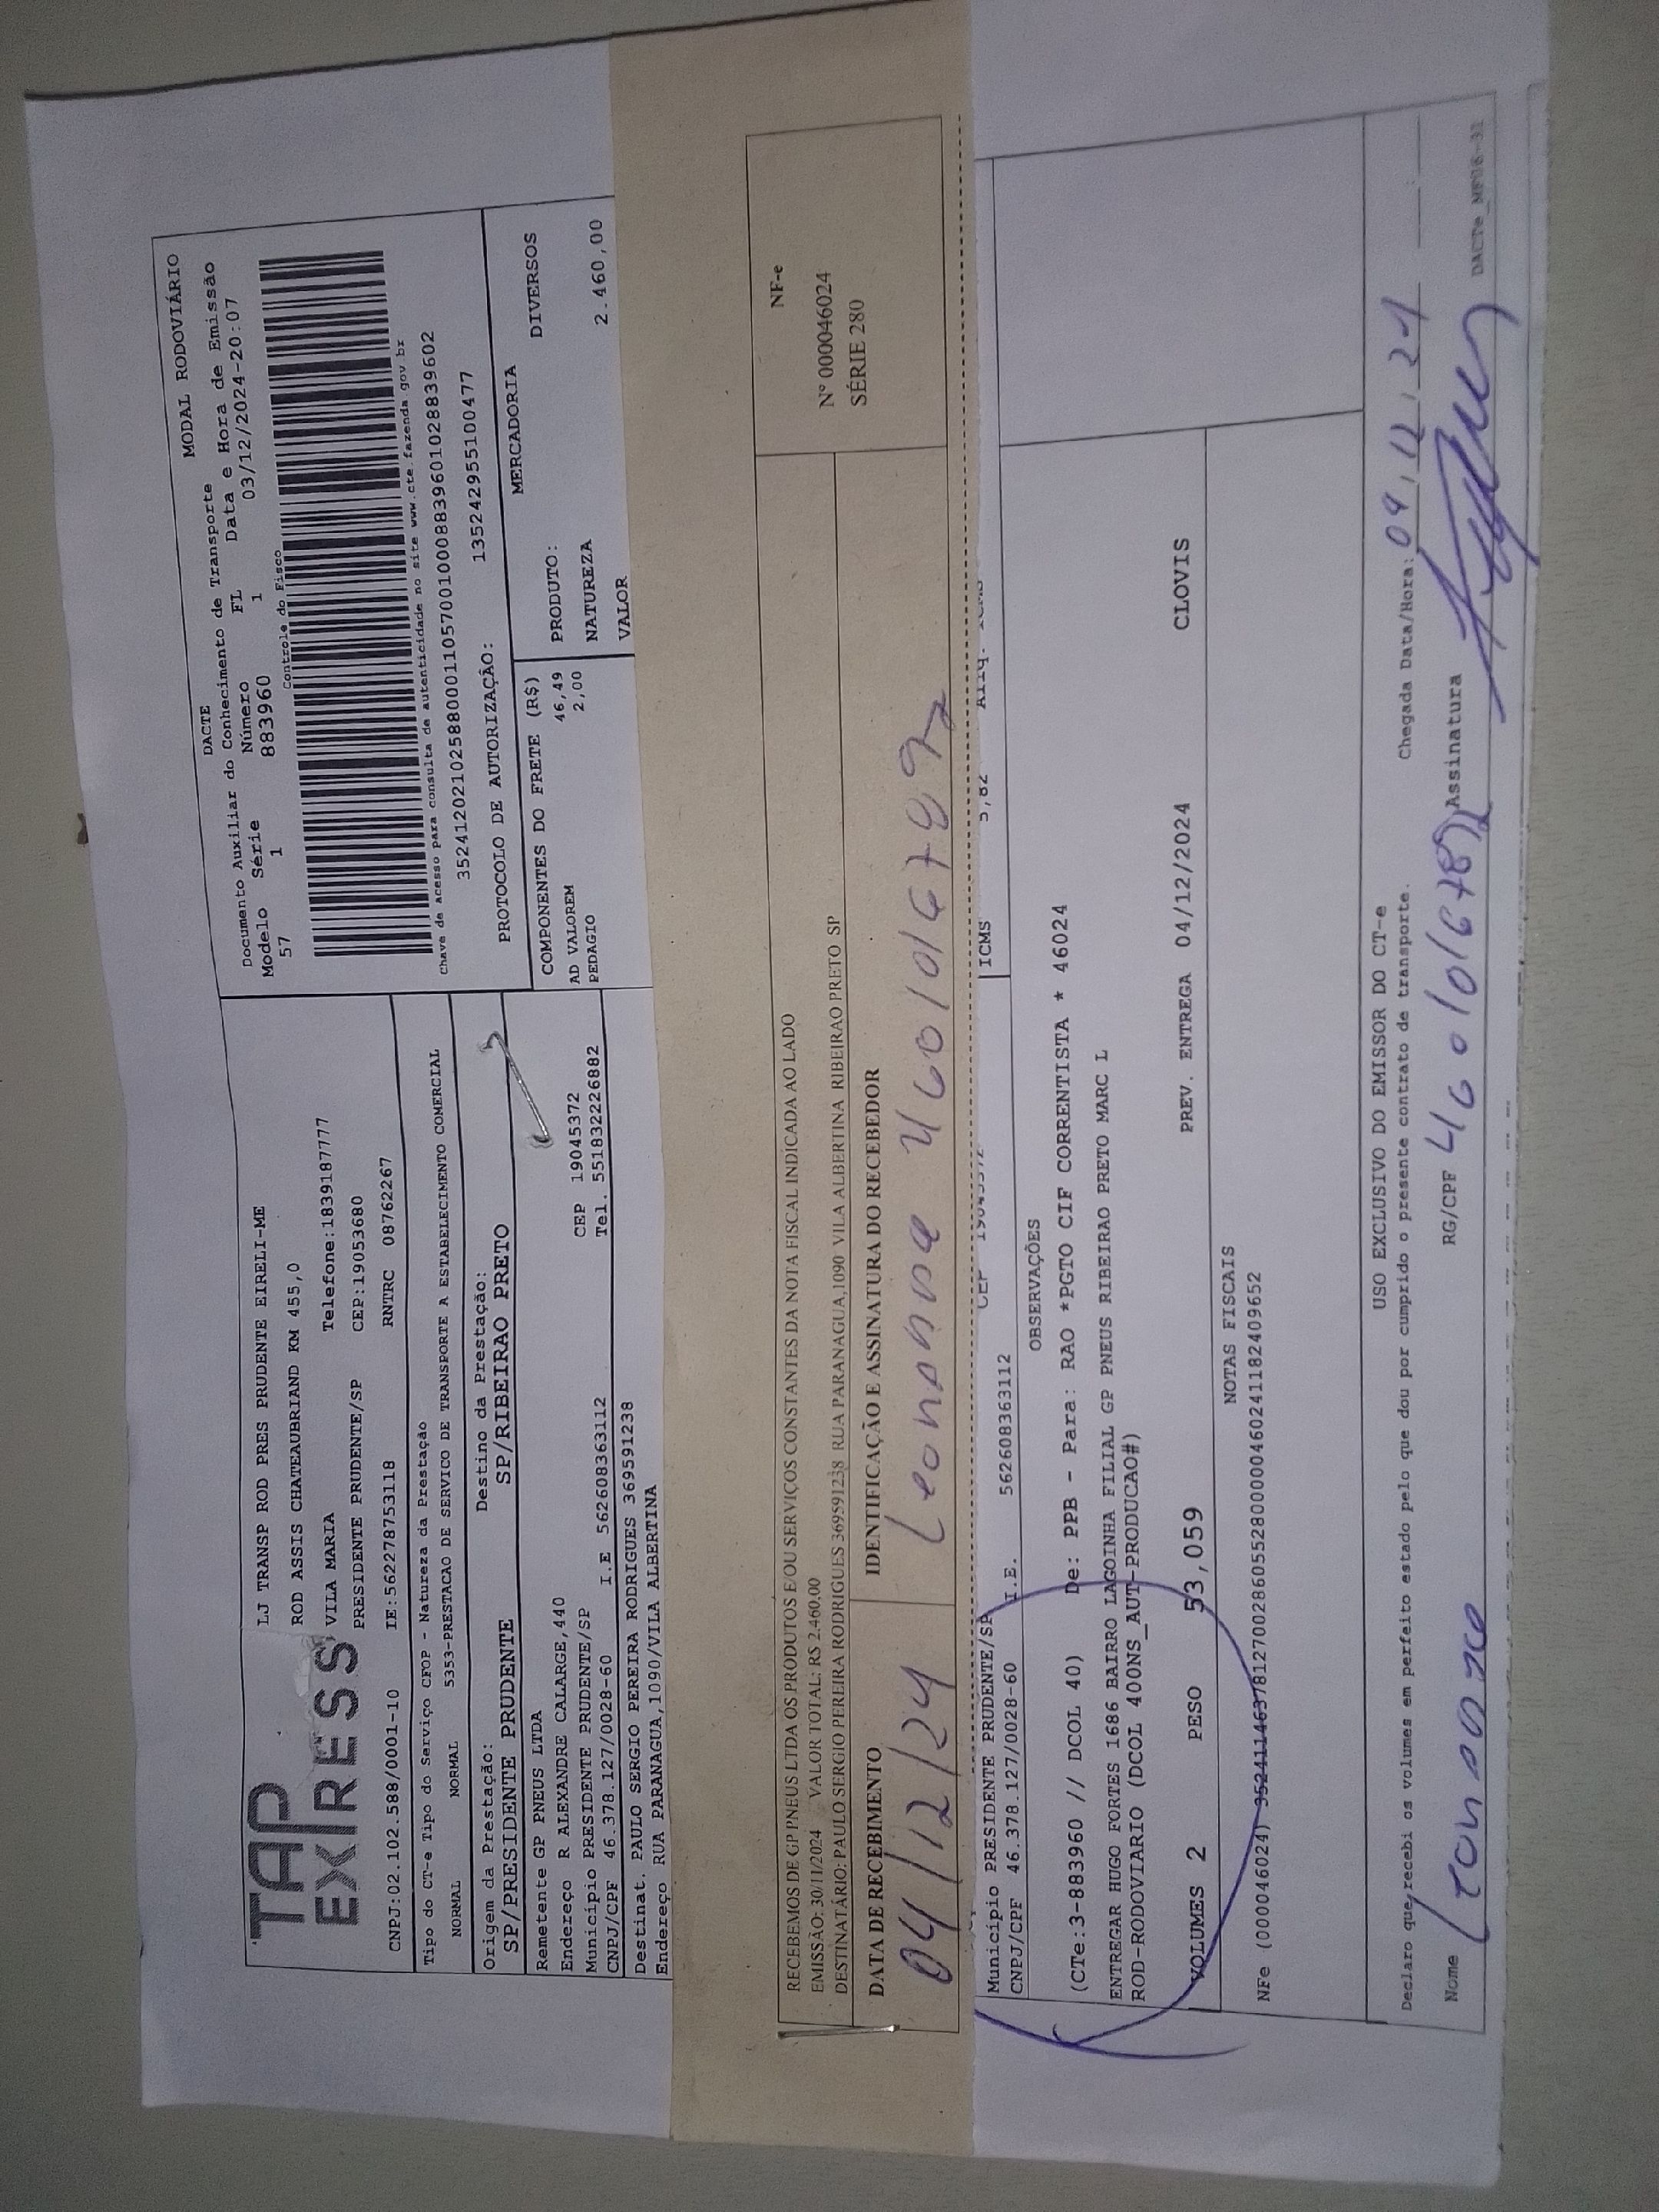 TAP
EXPRESS
LJ TRANSP ROD PRES PRUDENTE EIRELI-ME
ROD ASSIS CHATEAUBRIAND KM 455,0
VILA MARIA Telefone:1839187777
PRESIDENTE PRUDENTE/SP CEP:19053680
CNPJ:02.102.588/0001-10 IE:562278753118 RNTRC 08762267
DACTE MODAL RODOVIÁRIO
Documento Auxiliar do Conhecimento de Transporte
Modelo Série Número FL Data e Hora de Emissão
57 1 883960 1 03/12/2024-20:07
Controle do Fisco
Chave de acesso para consulta de autenticidade no site www.cte.fazenda.gov.br
35241202102588000110570010008839601028839602
PROTOCOLO DE AUTORIZAÇÃO: 135242955100477
Tipo do CT-e Tipo do Serviço CFOP - Natureza da Prestação
NORMAL NORMAL 5353-PRESTACAO DE SERVICO DE TRANSPORTE A ESTABELECIMENTO COMERCIAL
Origem da Prestação: Destino da Prestação:
SP/PRESIDENTE PRUDENTE SP/RIBEIRAO PRETO
Remetente GP PNEUS LTDA
Endereço R ALEXANDRE CALARGE,440 CEP 19045372
Município PRESIDENTE PRUDENTE/SP Tel. 551832226882
CNPJ/CPF 46.378.127/0028-60 I.E 562608363112
Destinat. PAULO SERGIO PEREIRA RODRIGUES 369591238
Endereço RUA PARANAGUA,1090/VILA ALBERTINA
COMPONENTES DO FRETE (R$) MERCADORIA
AD VALOREM 46,49 PRODUTO: DIVERSOS
PEDAGIO 2,00 NATUREZA
VALOR 2.460,00
RECEBEMOS DE GP PNEUS LTDA OS PRODUTOS E/OU SERVIÇOS CONSTANTES DA NOTA FISCAL INDICADA AO LADO
EMISSÃO: 30/11/2024 VALOR TOTAL: R$ 2.460,00
DESTINATÁRIO: PAULO SERGIO PEREIRA RODRIGUES 369591238 RUA PARANAGUA,1090 VILA ALBERTINA RIBEIRAO PRETO SP
NF-e
Nº 000046024
SÉRIE 280
DATA DE RECEBIMENTO IDENTIFICAÇÃO E ASSINATURA DO RECEBEDOR
04/12/24
CEP ICMS 5,82 Aliq. ICMS
Município PRESIDENTE PRUDENTE/SP
CNPJ/CPF 46.378.127/0028-60 I.E. 562608363112
OBSERVAÇÕES
(CTe:3-883960 // DCOL 40) De: PPB - Para: RAO *PGTO CIF CORRENTISTA * 46024
ENTREGAR HUGO FORTES 1686 BAIRRO LAGOINHA FILIAL GP PNEUS RIBEIRAO PRETO MARC L
ROD-RODOVIARIO (DCOL 400NS_AUT-PRODUCAO#)
VOLUMES 2 PESO 53,059 PREV. ENTREGA 04/12/2024 CLOVIS
NOTAS FISCAIS
NFe (000046024) 35241146378127002860552800000460241182409652
USO EXCLUSIVO DO EMISSOR DO CT-e
Declaro que recebi os volumes em perfeito estado pelo que dou por cumprido o presente contrato de transporte. Chegada Data/Hora: 04,12,24
Nome RG/CPF Assinatura